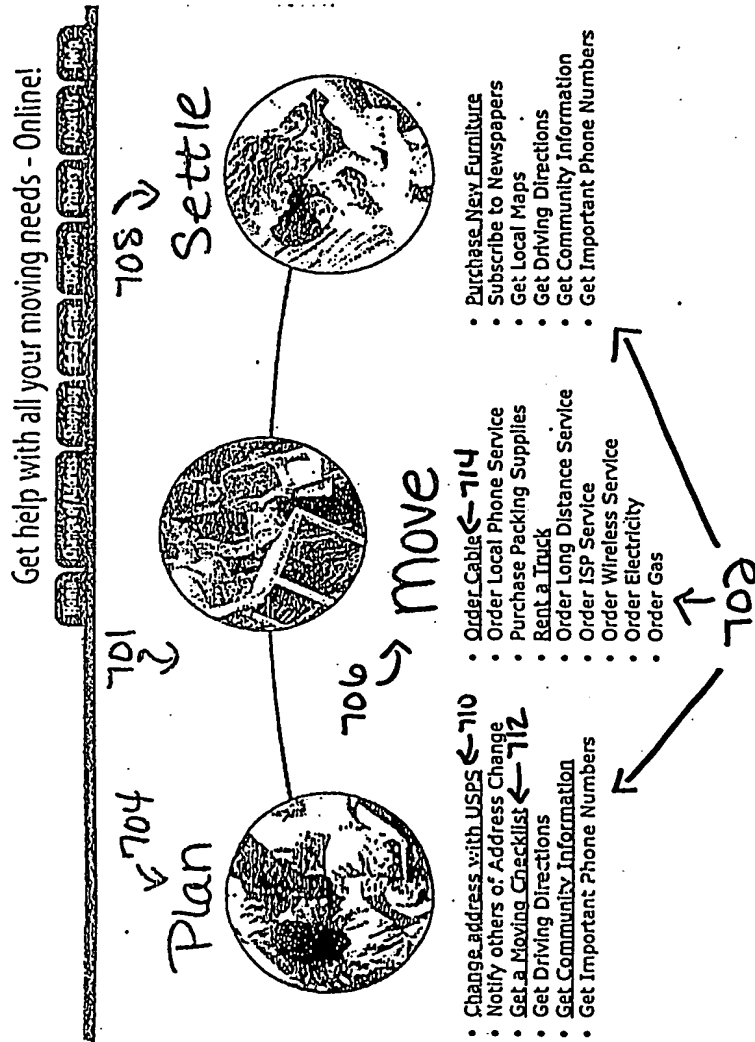 Get help with all your moving needs - Online!
704
Plan
701
706
Move
708
Settle
• Change address with USPS ← 710
• Notify others of Address Change
• Get a Moving Checklist ← 712
• Get Driving Directions
• Get Community Information
• Get Important Phone Numbers
• Order Cable ← 714
• Order Local Phone Service
• Purchase Packing Supplies
• Rent a Truck
• Order Long Distance Service
• Order ISP Service
• Order Wireless Service
• Order Electricity
• Order Gas
• Purchase New Furniture
• Subscribe to Newspapers
• Get Local Maps
• Get Driving Directions
• Get Community Information
• Get Important Phone Numbers
702